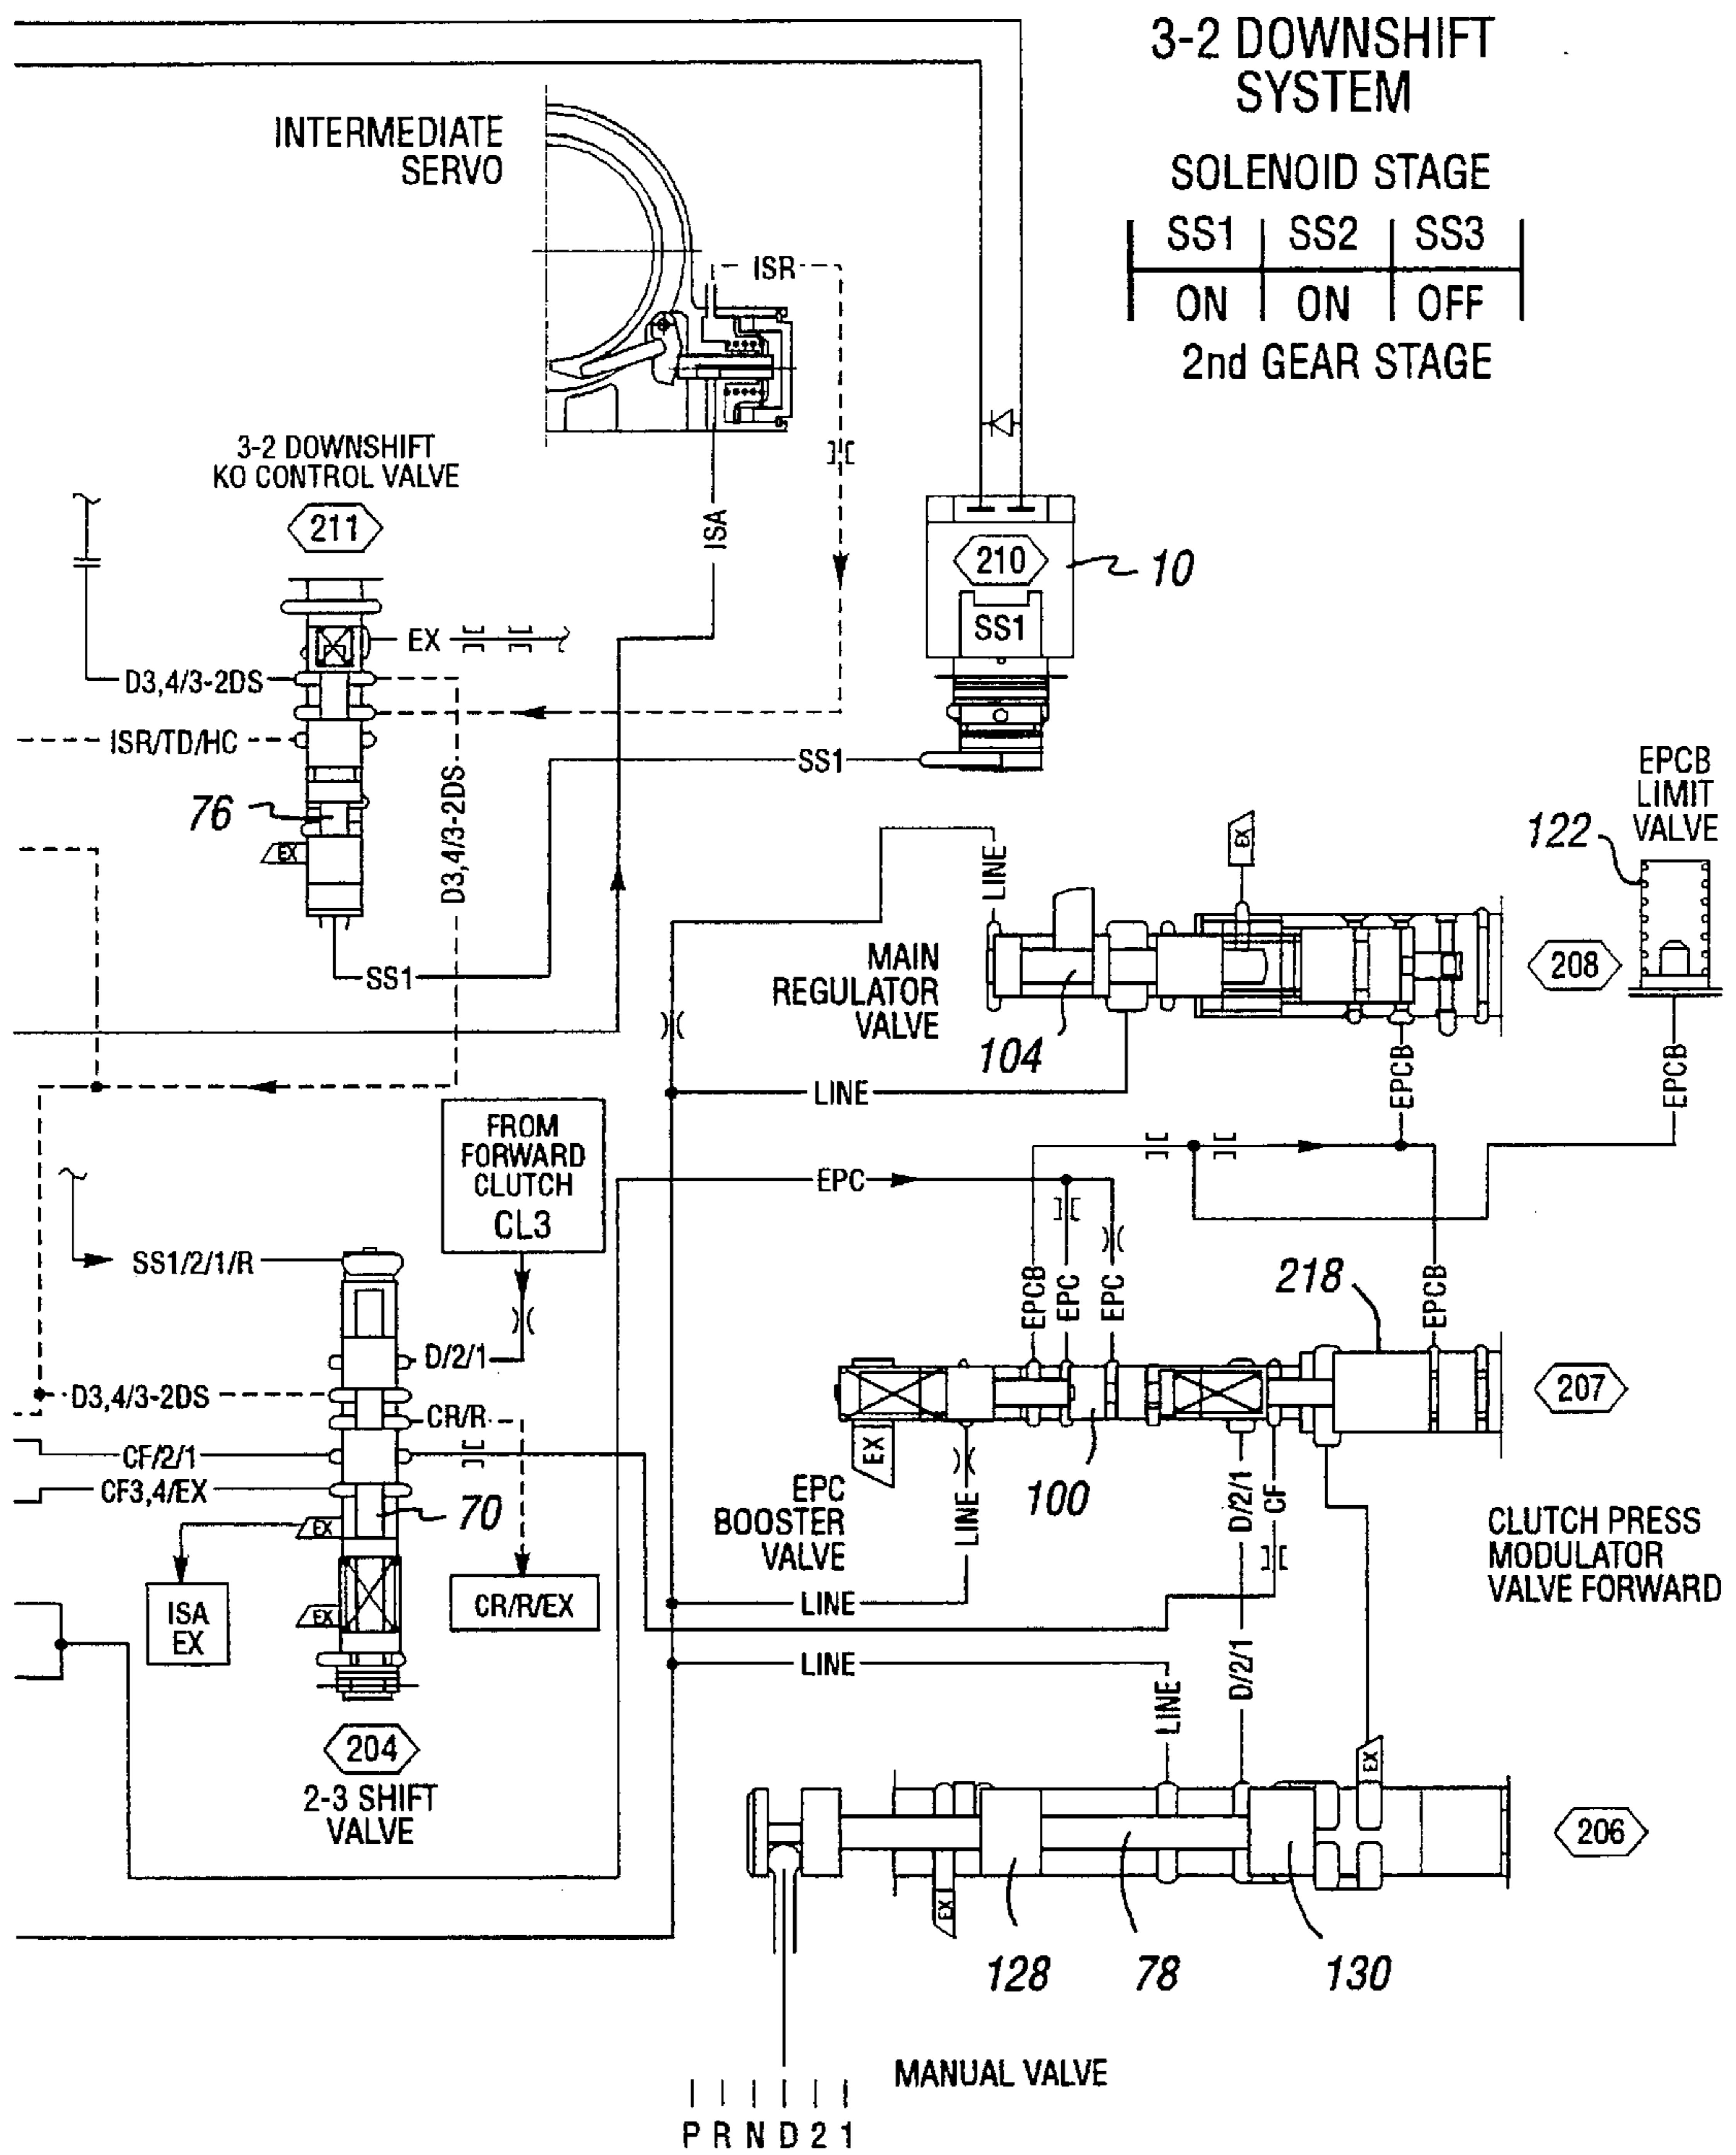 3-2 DOWNSHIFT
SYSTEM
SOLENOID STAGE
SS1 SS2 SS3
ON ON OFF
2nd GEAR STAGE
INTERMEDIATE
SERVO
ISR
ISA
3-2 DOWNSHIFT
KO CONTROL VALVE
211
210
10
SS1
EX
D3,4/3-2DS
ISR/TD/HC
D3,4/3-2DS
76
EX
SS1
SS1
EPCB
LIMIT
VALVE
122
EX
LINE
MAIN
REGULATOR
VALVE
104
208
LINE
EPCB
EPCB
FROM
FORWARD
CLUTCH
CL3
EPC
SS1/2/1/R
EPCB
EPC
EPC
218
EPCB
D/2/1
D3,4/3-2DS
CR/R
CF/2/1
CF3,4/EX
70
EX
EX
ISA
EX
CR/R/EX
204
2-3 SHIFT
VALVE
207
EX
EPC
BOOSTER
VALVE
LINE
100
D/2/1
CF
CLUTCH PRESS
MODULATOR
VALVE FORWARD
LINE
LINE
LINE
D/2/1
EX
206
EX
128
78
130
MANUAL VALVE
P R N D 2 1